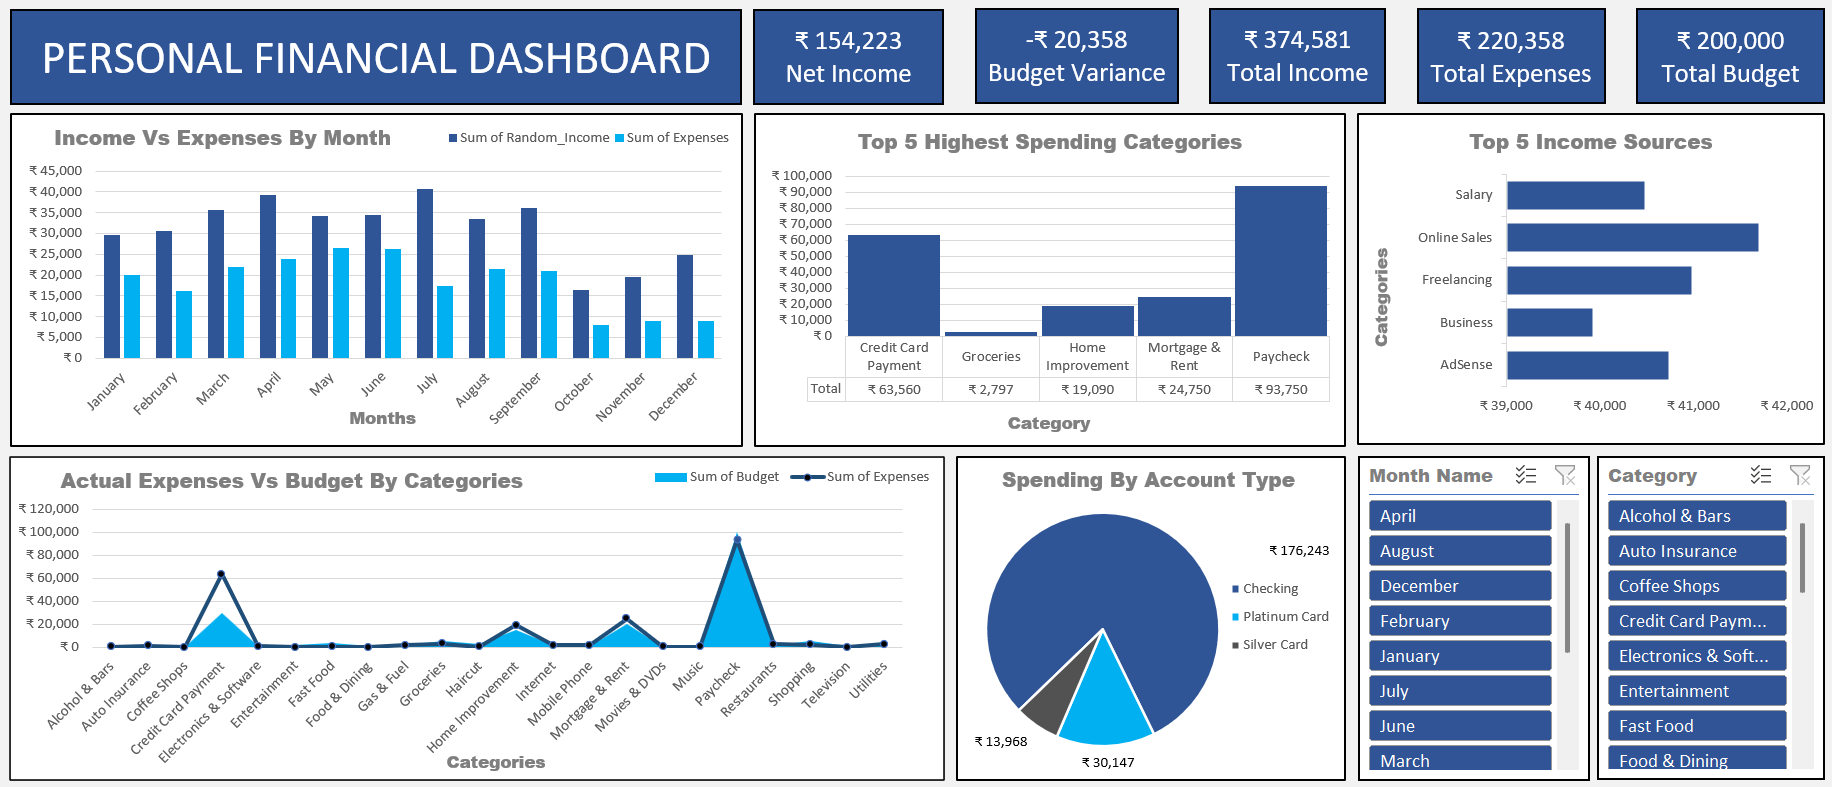 PERSONAL FINANCIAL DASHBOARD
₹ 154,223
Net Income
-₹ 20,358
Budget Variance
₹ 374,581
Total Income
₹ 220,358
Total Expenses
₹ 200,000
Total Budget
Income Vs Expenses By Month
Sum of Random_Income
Sum of Expenses
₹ 45,000
₹ 40,000
₹ 35,000
₹ 30,000
₹ 25,000
₹ 20,000
₹ 15,000
₹ 10,000
₹ 5,000
₹ 0
January
February
March
April
May
June
July
August
September
October
November
December
Months
Top 5 Highest Spending Categories
₹ 100,000
₹ 90,000
₹ 80,000
₹ 70,000
₹ 60,000
₹ 50,000
₹ 40,000
₹ 30,000
₹ 20,000
₹ 10,000
₹ 0
Credit Card
Payment
Groceries
Home
Improvement
Mortgage &
Rent
Paycheck
Total
₹ 63,560
₹ 2,797
₹ 19,090
₹ 24,750
₹ 93,750
Category
Top 5 Income Sources
Categories
Salary
Online Sales
Freelancing
Business
AdSense
₹ 39,000
₹ 40,000
₹ 41,000
₹ 42,000
Actual Expenses Vs Budget By Categories
Sum of Budget
Sum of Expenses
₹ 120,000
₹ 100,000
₹ 80,000
₹ 60,000
₹ 40,000
₹ 20,000
₹ 0
Alcohol & Bars
Auto Insurance
Coffee Shops
Credit Card Payment
Electronics & Software
Entertainment
Fast Food
Food & Dining
Gas & Fuel
Groceries
Haircut
Home Improvement
Internet
Mobile Phone
Mortgage & Rent
Movies & DVDs
Music
Paycheck
Restaurants
Shopping
Television
Utilities
Categories
Spending By Account Type
₹ 176,243
Checking
Platinum Card
Silver Card
₹ 13,968
₹ 30,147
Month Name
April
August
December
February
January
July
June
March
Category
Alcohol & Bars
Auto Insurance
Coffee Shops
Credit Card Paym...
Electronics & Soft...
Entertainment
Fast Food
Food & Dining